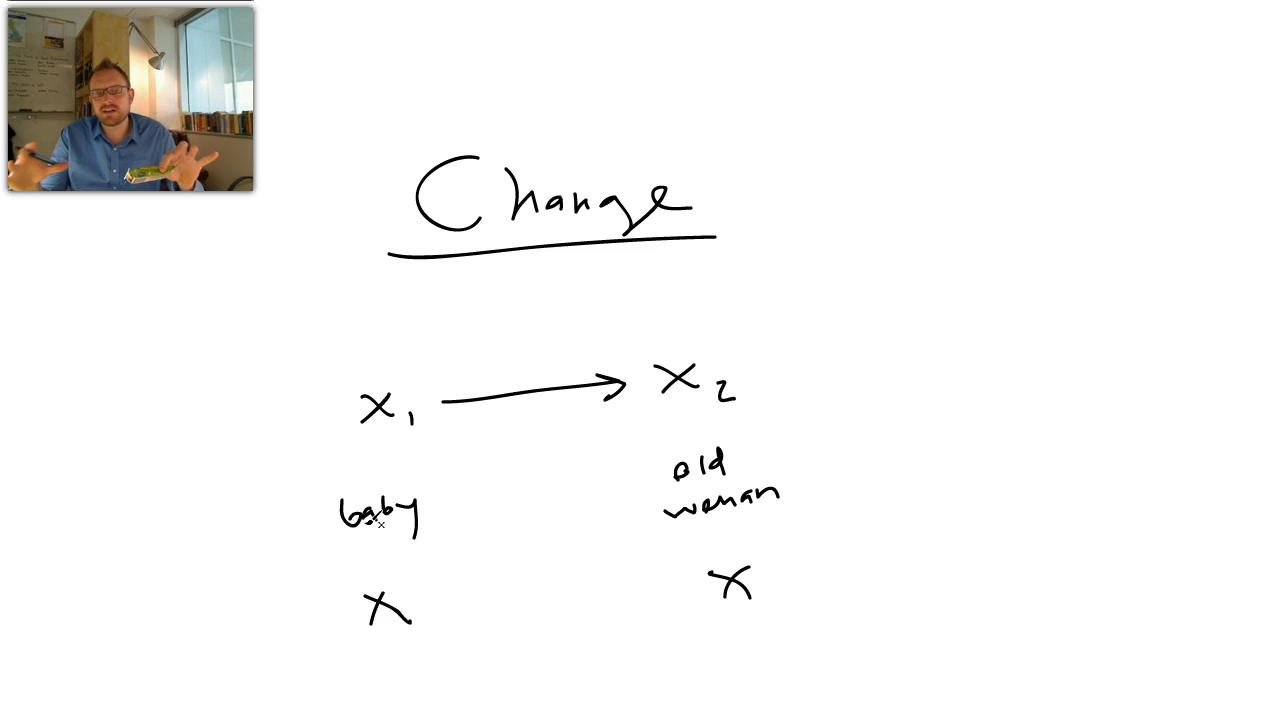 Change
x₁ → x₂
baby
old
woman
x x